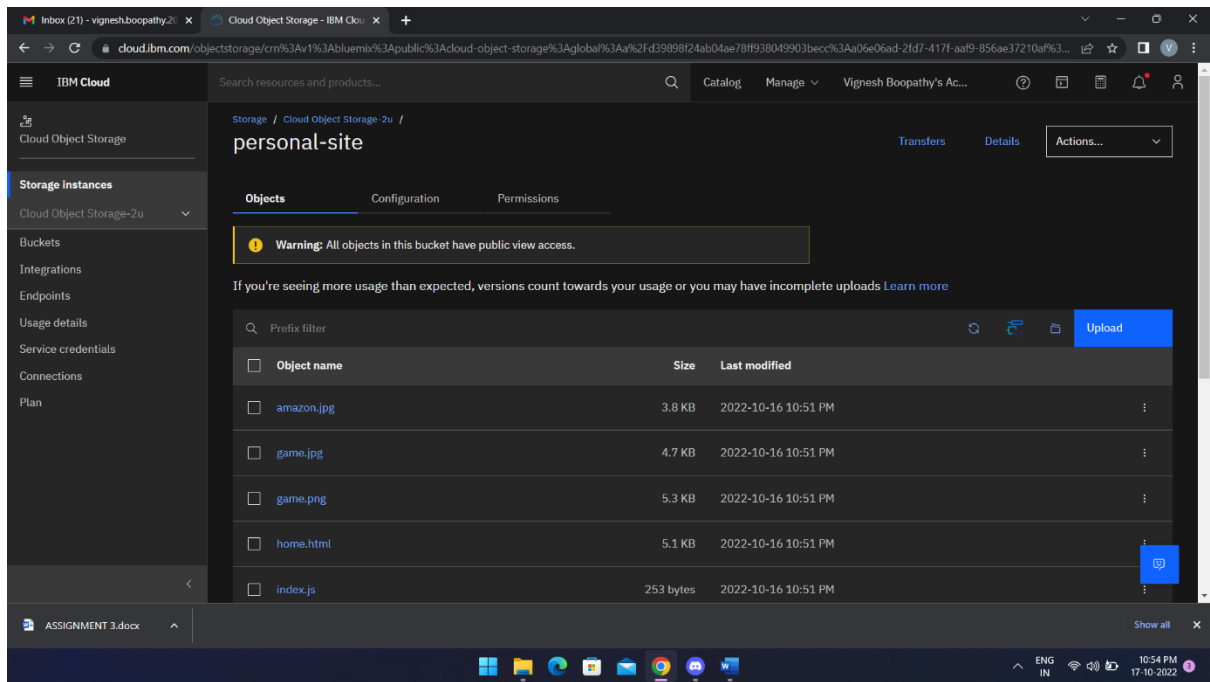 Inbox (21) - vignesh.boopathy.20
Cloud Object Storage - IBM Clou
cloud.ibm.com/objectstorage/crn%3Av1%3Abluemix%3Apublic%3Acloud-object-storage%3Aglobal%3Aa%2Fd39898f24ab04ae78ff938049903becc%3Aa06e06ad-2fd7-417f-aaf9-856ae37210af%3...
V
IBM Cloud
Search resources and products...
Catalog
Manage
Vignesh Boopathy's Ac...
Cloud Object Storage
Storage instances
Cloud Object Storage-2u
Buckets
Integrations
Endpoints
Usage details
Service credentials
Connections
Plan
Storage / Cloud Object Storage-2u /
personal-site
Transfers
Details
Actions...
Objects
Configuration
Permissions
Warning: All objects in this bucket have public view access.
If you're seeing more usage than expected, versions count towards your usage or you may have incomplete uploads Learn more
Prefix filter
Upload
Object name Size Last modified
amazon.jpg 3.8 KB 2022-10-16 10:51 PM
game.jpg 4.7 KB 2022-10-16 10:51 PM
game.png 5.3 KB 2022-10-16 10:51 PM
home.html 5.1 KB 2022-10-16 10:51 PM
index.js 253 bytes 2022-10-16 10:51 PM
ASSIGNMENT 3.docx
Show all
ENG
IN
10:54 PM
17-10-2022
3